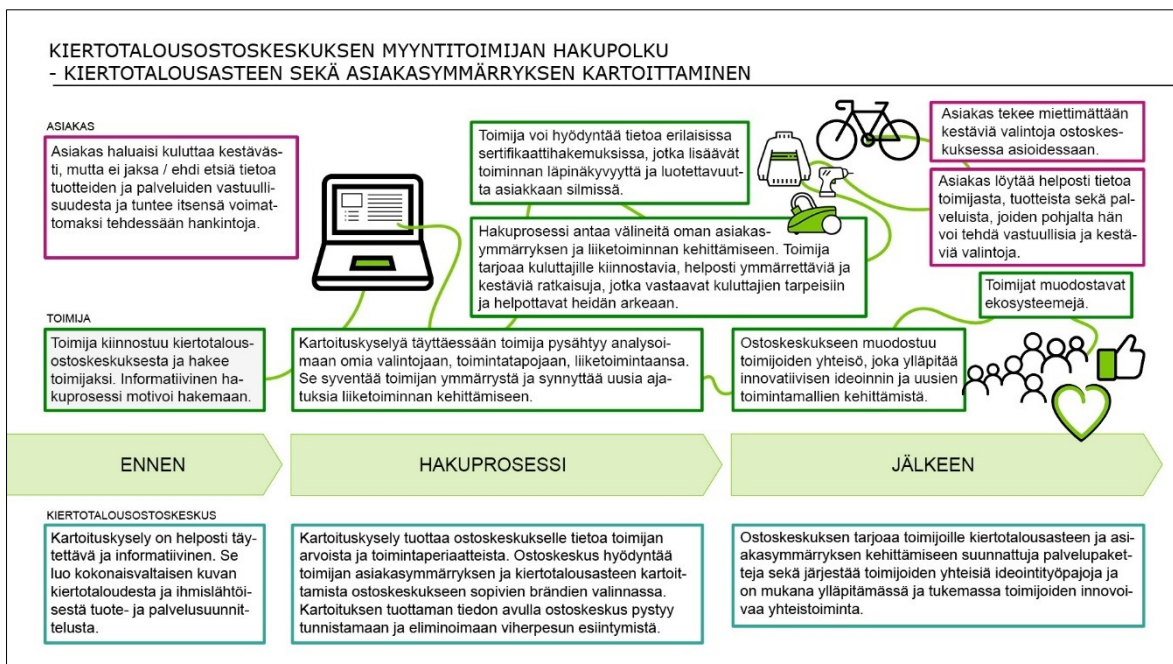 KIERTOTALOUSOSTOSKESKUKSEN MYYNTITOIMIJAN HAKUPOLKU
- KIERTOTALOUSASTEEN SEKÄ ASIAKASYMMÄRRYKSEN KARTOITTAMINEN
ASIAKAS
Asiakas haluaisi kuluttaa kestäväs-
ti, mutta ei jaksa / ehdi etsiä tietoa
tuotteiden ja palveluiden vastuulli-
suudesta ja tuntee itsensä voimat-
tomaksi tehdessään hankintoja.
Toimija voi hyödyntää tietoa erilaisissa
sertifikaattihakemuksissa, jotka lisäävät
toiminnan läpinäkyvyyttä ja luotettavuut-
ta asiakkaan silmissä.
Asiakas tekee miettimättään
kestäviä valintoja ostoskes-
kuksessa asioidessaan.
Asiakas löytää helposti tietoa
toimijasta, tuotteista sekä pal-
veluista, joiden pohjalta hän
voi tehdä vastuullisia ja kestä-
viä valintoja.
Hakuprosessi antaa välineitä oman asiakas-
ymmärryksen ja liiketoiminnan kehittämiseen. Toimija
tarjoaa kuluttajille kiinnostavia, helposti ymmärrettäviä ja
kestäviä ratkaisuja, jotka vastaavat kuluttajien tarpeisiin
ja helpottavat heidän arkeaan.
Toimijat muodostavat
ekosysteemejä.
TOIMIJA
Toimija kiinnostuu kiertotalous-
ostoskeskuksesta ja hakee
toimijaksi. Informatiivinen ha-
kuprosessi motivoi hakemaan.
Kartoituskyselyä täyttäessään toimija pysähtyy analysoi-
maan omia valintojaan, toimintatapojaan, liiketoimintaansa.
Se syventää toimijan ymmärrystä ja synnyttää uusia aja-
tuksia liiketoiminnan kehittämiseen.
Ostoskeskukseen muodostuu
toimijoiden yhteisö, joka ylläpitää
innovatiivisen ideoinnin ja uusien
toimintamallien kehittämistä.
ENNEN
HAKUPROSESSI
JÄLKEEN
KIERTOTALOUSOSTOSKESKUS
Kartoituskysely on helposti täy-
tettävä ja informatiivinen. Se
luo kokonaisvaltaisen kuvan
kiertotaloudesta ja ihmislähtöi-
sestä tuote- ja palvelusuunnit-
telusta.
Kartoituskysely tuottaa ostoskeskukselle tietoa toimijan
arvoista ja toimintaperiaatteista. Ostoskeskus hyödyntää
toimijan asiakasymmärryksen ja kiertotalousasteen kartoit-
tamista ostoskeskukseen sopivien brändien valinnassa.
Kartoituksen tuottaman tiedon avulla ostoskeskus pystyy
tunnistamaan ja eliminoimaan viherpesun esiintymistä.
Ostoskeskuksen tarjoaa toimijoille kiertotalousasteen ja asi-
akasymmärryksen kehittämiseen suunnattuja palvelupaket-
teja sekä järjestää toimijoiden yhteisiä ideointityöpajoja ja
on mukana ylläpitämässä ja tukemassa toimijoiden innovoi-
vaa yhteistoiminta.